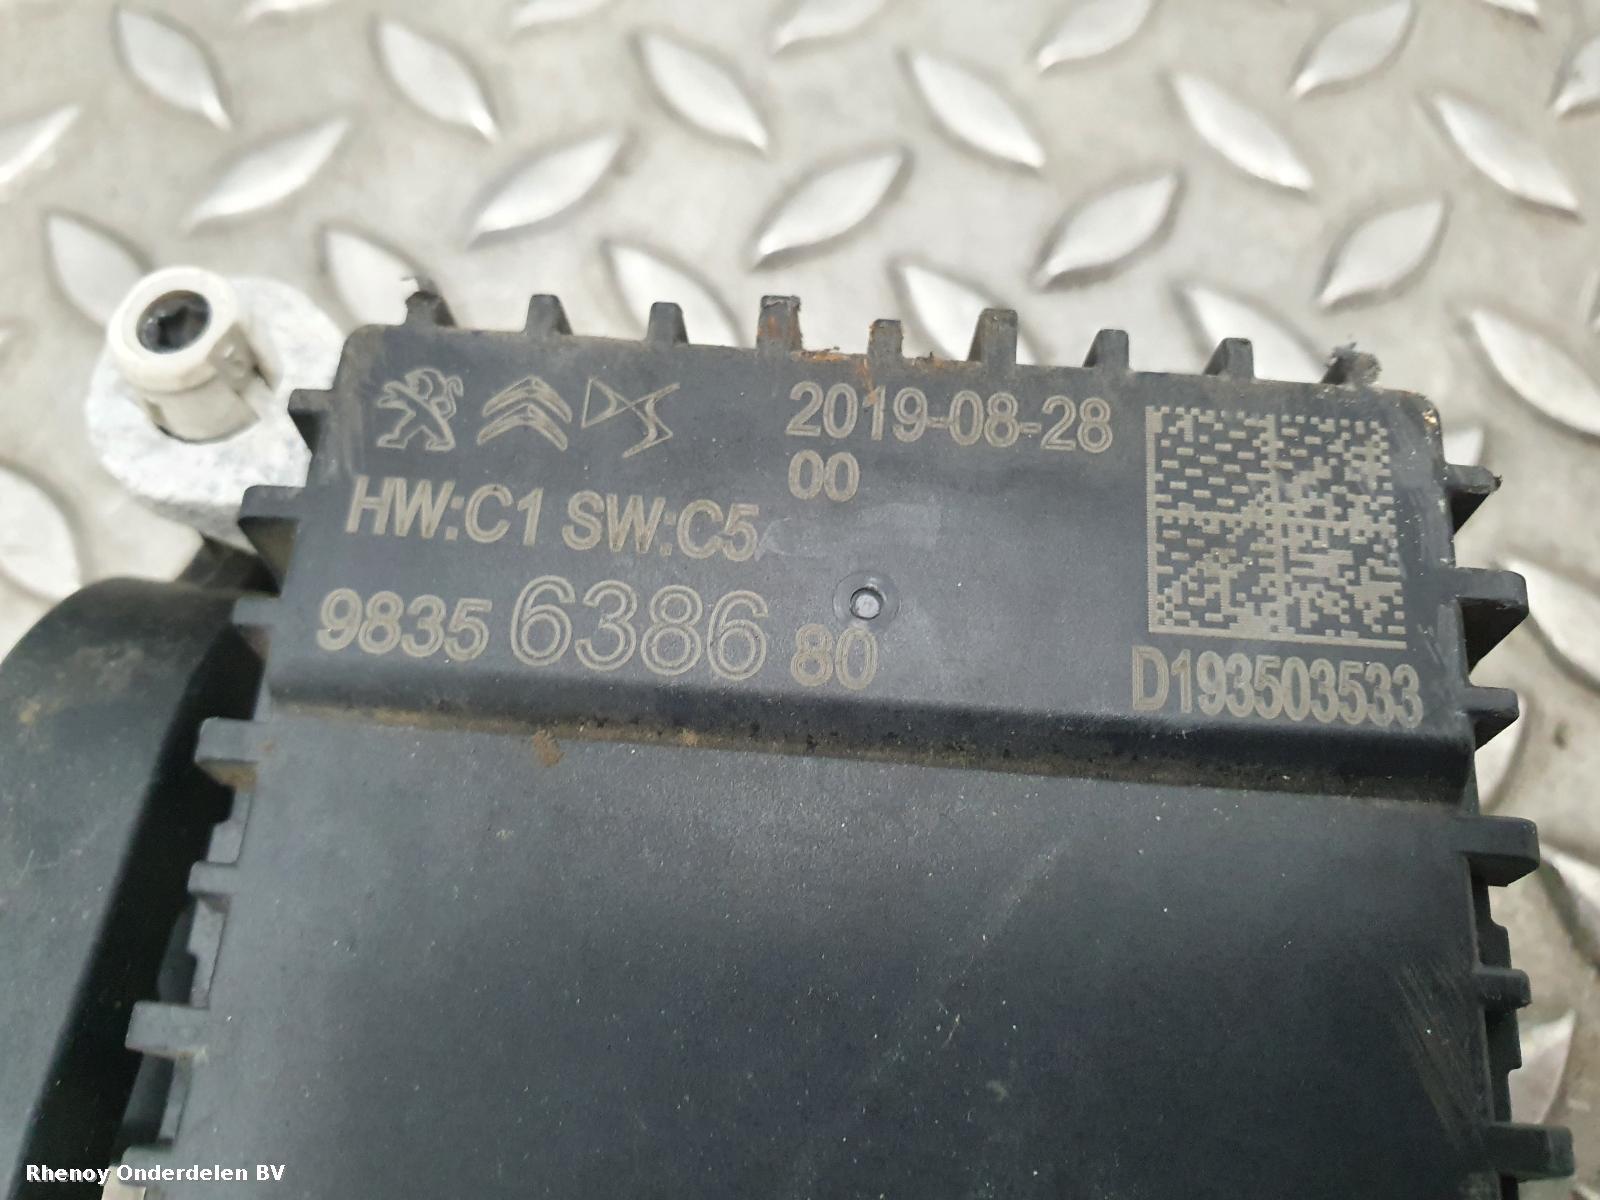 2019-08-28
00
HW:C1 SW:C5
9835 6386 80
D193503533
Rhenoy Onderdelen BV